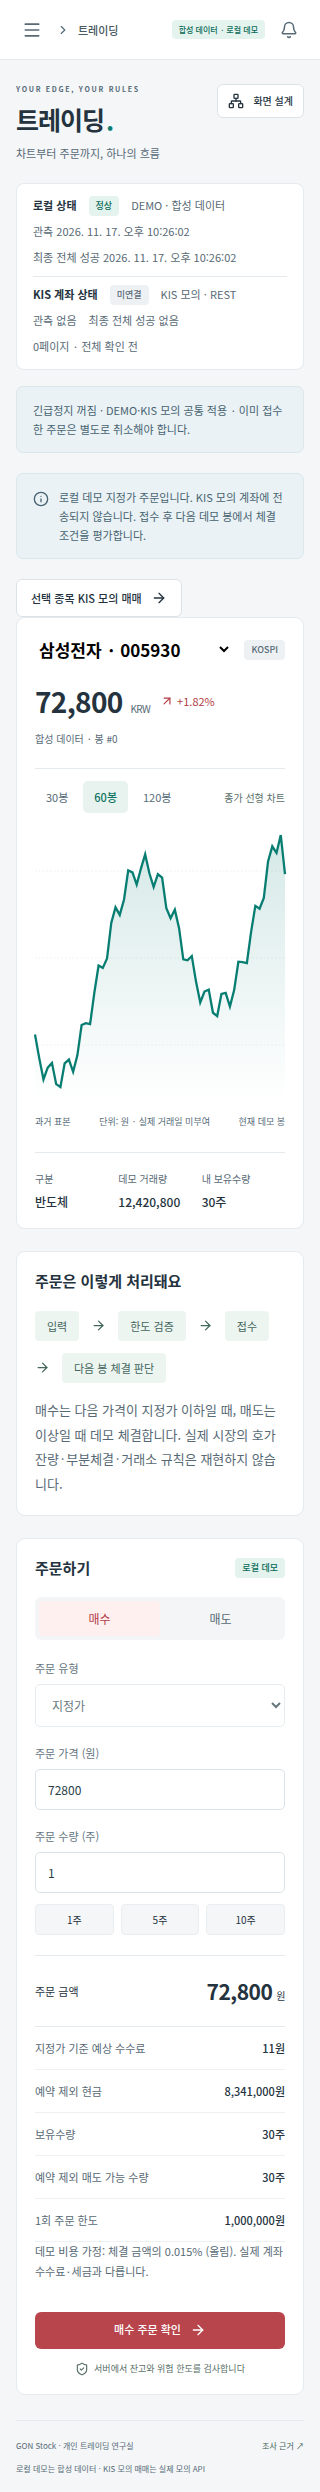 트레이딩
합성 데이터 · 로컬 데모
YOUR EDGE, YOUR RULES
트레이딩.
화면 설계
차트부터 주문까지, 하나의 흐름
로컬 상태 정상 DEMO · 합성 데이터
관측 2026. 11. 17. 오후 10:26:02
최종 전체 성공 2026. 11. 17. 오후 10:26:02
KIS 계좌 상태 미연결 KIS 모의 · REST
관측 없음 최종 전체 성공 없음
0페이지 · 전체 확인 전
긴급정지 꺼짐 · DEMO·KIS 모의 공통 적용 · 이미 접수
한 주문은 별도로 취소해야 합니다.
로컬 데모 지정가 주문입니다. KIS 모의 계좌에 전
송되지 않습니다. 접수 후 다음 데모 봉에서 체결
조건을 평가합니다.
선택 종목 KIS 모의 매매 →
삼성전자 · 005930 KOSPI
72,800 KRW +1.82%
합성 데이터 · 봉 #0
30봉 60봉 120봉 종가 선형 차트
과거 표본 단위: 원 · 실제 거래일 미부여 현재 데모 봉
구분 데모 거래량 내 보유수량
반도체 12,420,800 30주
주문은 이렇게 처리돼요
입력 → 한도 검증 → 접수
→ 다음 봉 체결 판단
매수는 다음 가격이 지정가 이하일 때, 매도는
이상일 때 데모 체결합니다. 실제 시장의 호가
잔량·부분체결·거래소 규칙은 재현하지 않습
니다.
주문하기 로컬 데모
매수 매도
주문 유형
지정가
주문 가격 (원)
72800
주문 수량 (주)
1
1주 5주 10주
주문 금액 72,800 원
지정가 기준 예상 수수료 11원
예약 제외 현금 8,341,000원
보유수량 30주
예약 제외 매도 가능 수량 30주
1회 주문 한도 1,000,000원
데모 비용 가정: 체결 금액의 0.015% (올림). 실제 계좌
수수료·세금과 다릅니다.
매수 주문 확인 →
서버에서 잔고와 위험 한도를 검사합니다
GON Stock · 개인 트레이딩 연구실 조사 근거 ↗
로컬 데모는 합성 데이터 · KIS 모의 매매는 실제 모의 API